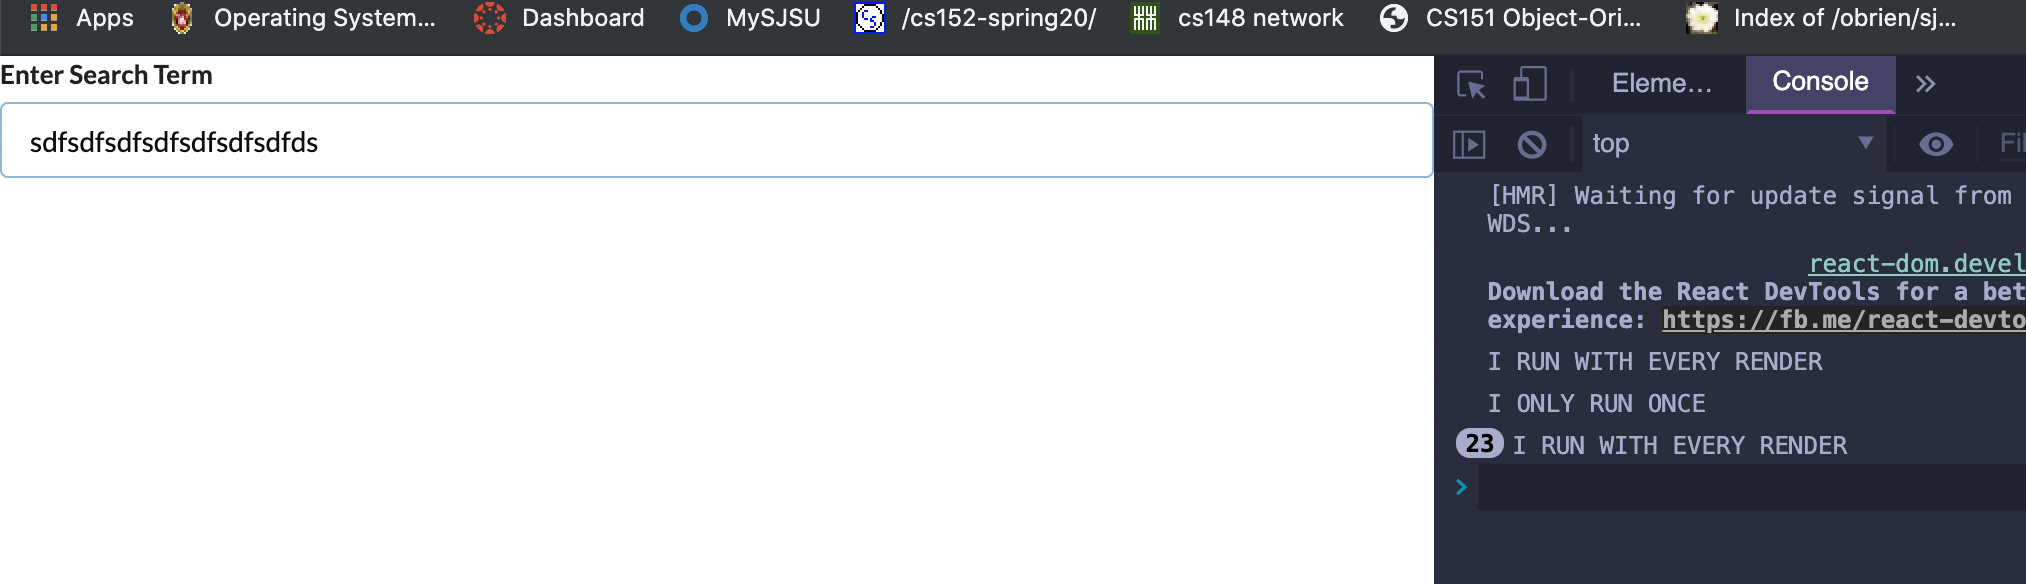 Apps Operating System... Dashboard MySJSU /cs152-spring20/ cs148 network CS151 Object-Ori... Index of /obrien/sj...
Enter Search Term
sdfsdfsdfsdfsdfsdfsdfds
Eleme... Console
top Fil
[HMR] Waiting for update signal from
WDS...
react-dom.devel
Download the React DevTools for a bet
experience: https://fb.me/react-devto
I RUN WITH EVERY RENDER
I ONLY RUN ONCE
23 I RUN WITH EVERY RENDER